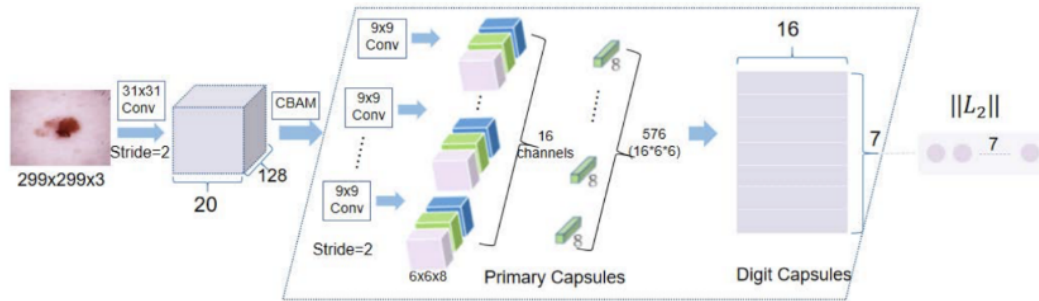 299x299x3
31x31
Conv
Stride=2
20
128
CBAM
9x9
Conv
9x9
Conv
9x9
Conv
Stride=2
6x6x8
16
channels
8
8
8
576
(16*6*6)
Primary Capsules
16
7
Digit Capsules
||L₂||
7